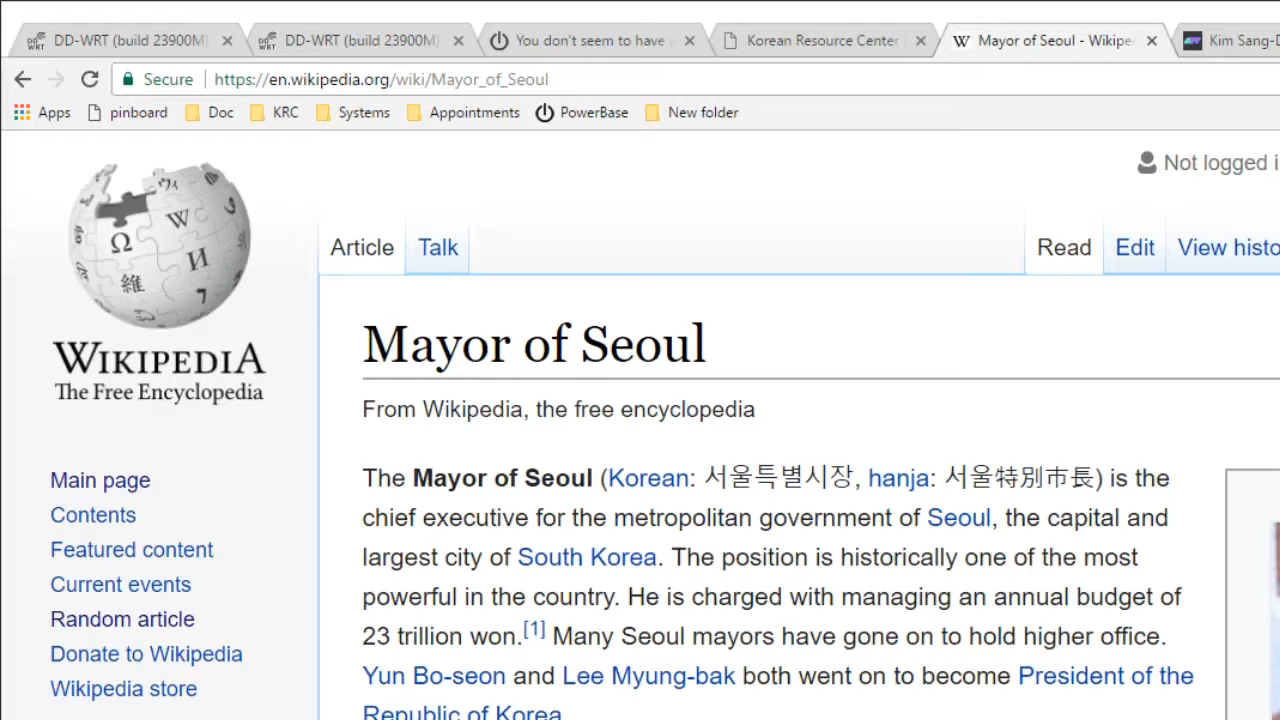 DD-WRT (build 23900M)
DD-WRT (build 23900M)
You don't seem to have
Korean Resource Center
Mayor of Seoul - Wikipe
Kim Sang-D
Secure https://en.wikipedia.org/wiki/Mayor_of_Seoul
Apps pinboard Doc KRC Systems Appointments PowerBase New folder
Not logged i
Article Talk Read Edit View histo
WIKIPEDIA
The Free Encyclopedia
Main page
Contents
Featured content
Current events
Random article
Donate to Wikipedia
Wikipedia store
Mayor of Seoul
From Wikipedia, the free encyclopedia
The Mayor of Seoul (Korean: 서울특별시장, hanja: 서울特別市長) is the
chief executive for the metropolitan government of Seoul, the capital and
largest city of South Korea. The position is historically one of the most
powerful in the country. He is charged with managing an annual budget of
23 trillion won.[1] Many Seoul mayors have gone on to hold higher office.
Yun Bo-seon and Lee Myung-bak both went on to become President of the
Republic of Korea.